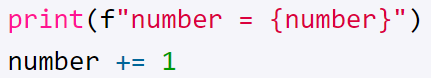 print(f"number = {number}")
number += 1